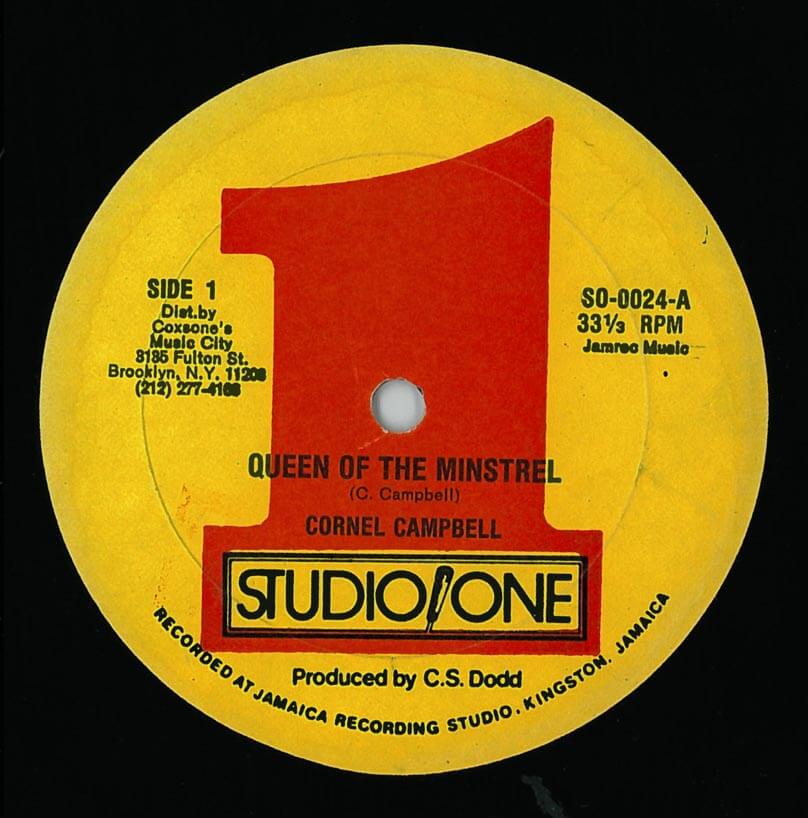 SIDE 1
Dist.by
Coxsone's
Music City
3135 Fulton St.
Brooklyn, N.Y. 11208
(212) 277-4166
SO-0024-A
33⅓ RPM
Jamrec Music
QUEEN OF THE MINSTREL
(C. Campbell)
CORNEL CAMPBELL
STUDIO ONE
Produced by C.S. Dodd
RECORDED AT JAMAICA RECORDING STUDIO. KINGSTON. JAMAICA